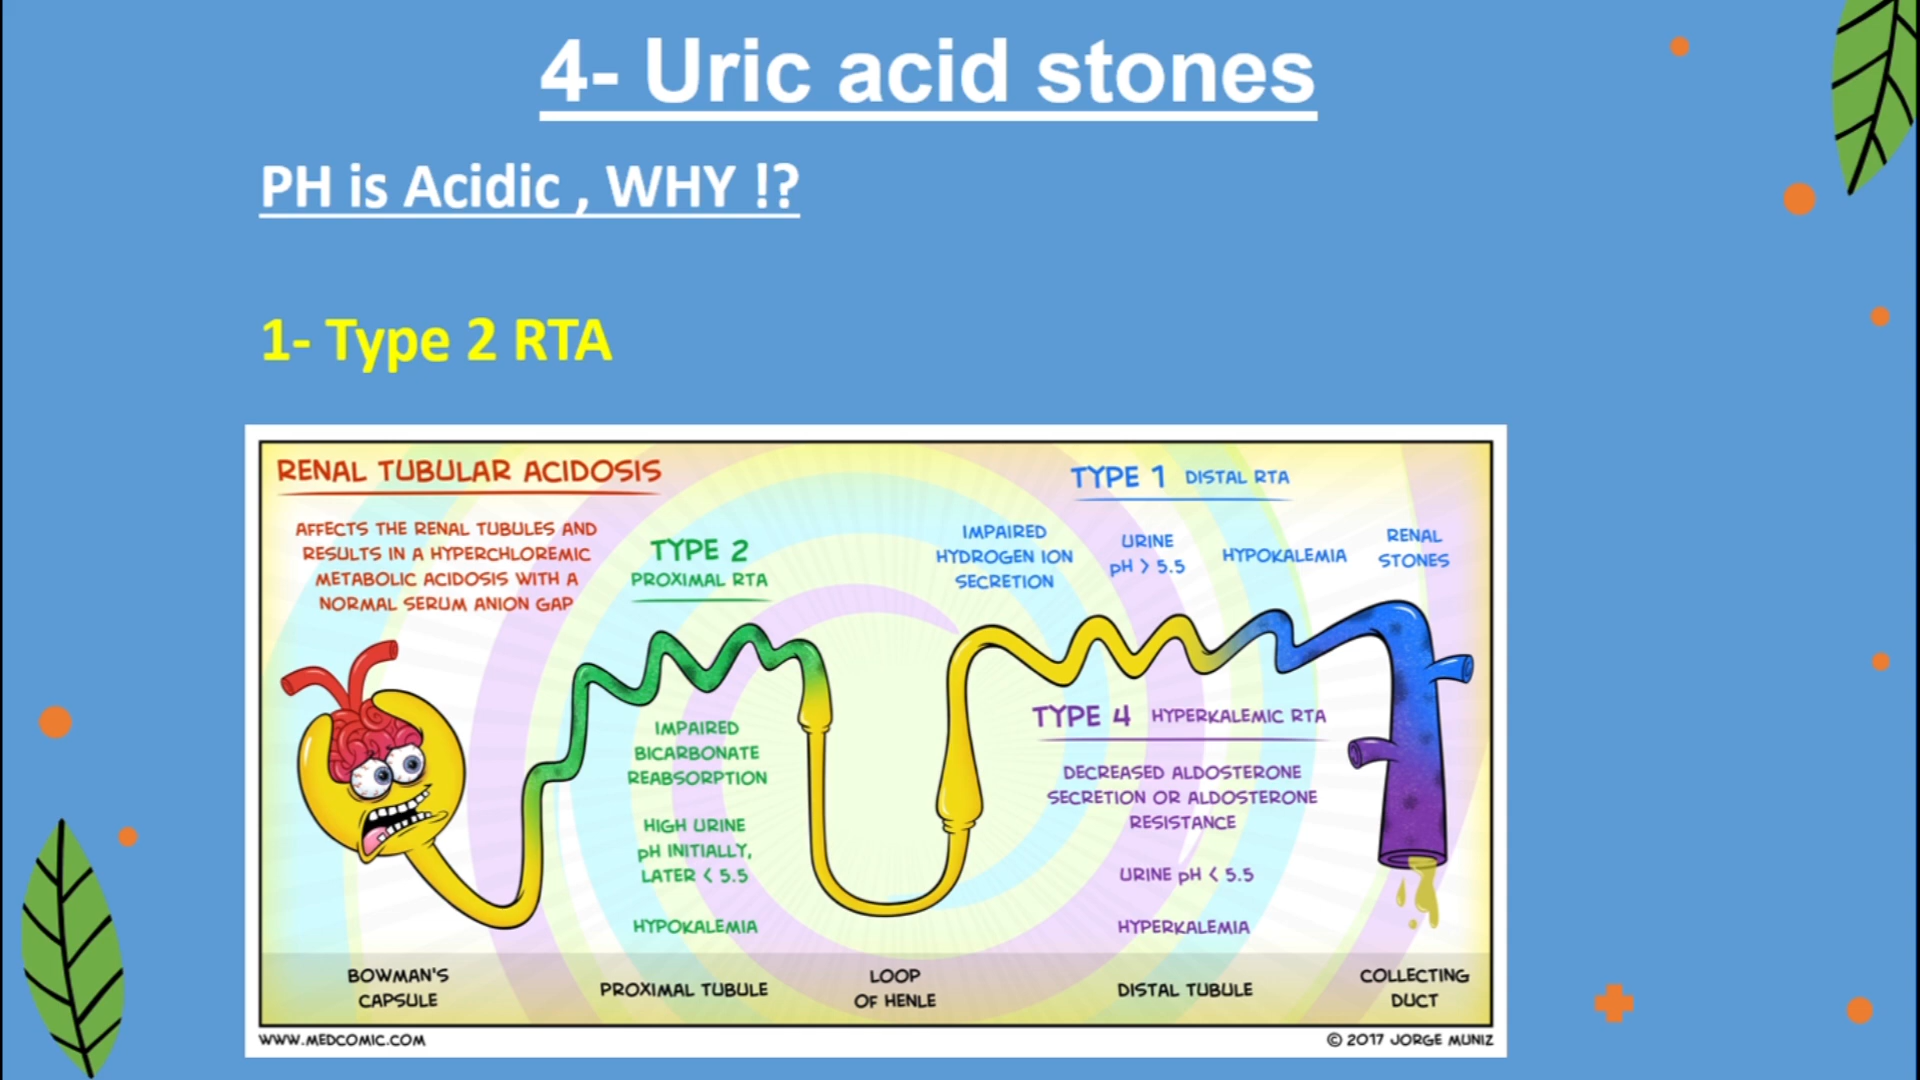 4- Uric acid stones
PH is Acidic , WHY !?
1- Type 2 RTA
RENAL TUBULAR ACIDOSIS
AFFECTS THE RENAL TUBULES AND
RESULTS IN A HYPERCHLOREMIC
METABOLIC ACIDOSIS WITH A
NORMAL SERUM ANION GAP
TYPE 2
PROXIMAL RTA
IMPAIRED
BICARBONATE
REABSORPTION
HIGH URINE
pH INITIALLY,
LATER < 5.5
HYPOKALEMIA
TYPE 1 DISTAL RTA
IMPAIRED
HYDROGEN ION
SECRETION
URINE
pH > 5.5
HYPOKALEMIA
RENAL
STONES
TYPE 4 HYPERKALEMIC RTA
DECREASED ALDOSTERONE
SECRETION OR ALDOSTERONE
RESISTANCE
URINE pH < 5.5
HYPERKALEMIA
BOWMAN'S
CAPSULE
PROXIMAL TUBULE
LOOP
OF HENLE
DISTAL TUBULE
COLLECTING
DUCT
WWW.MEDCOMIC.COM
© 2017 JORGE MUNIZ